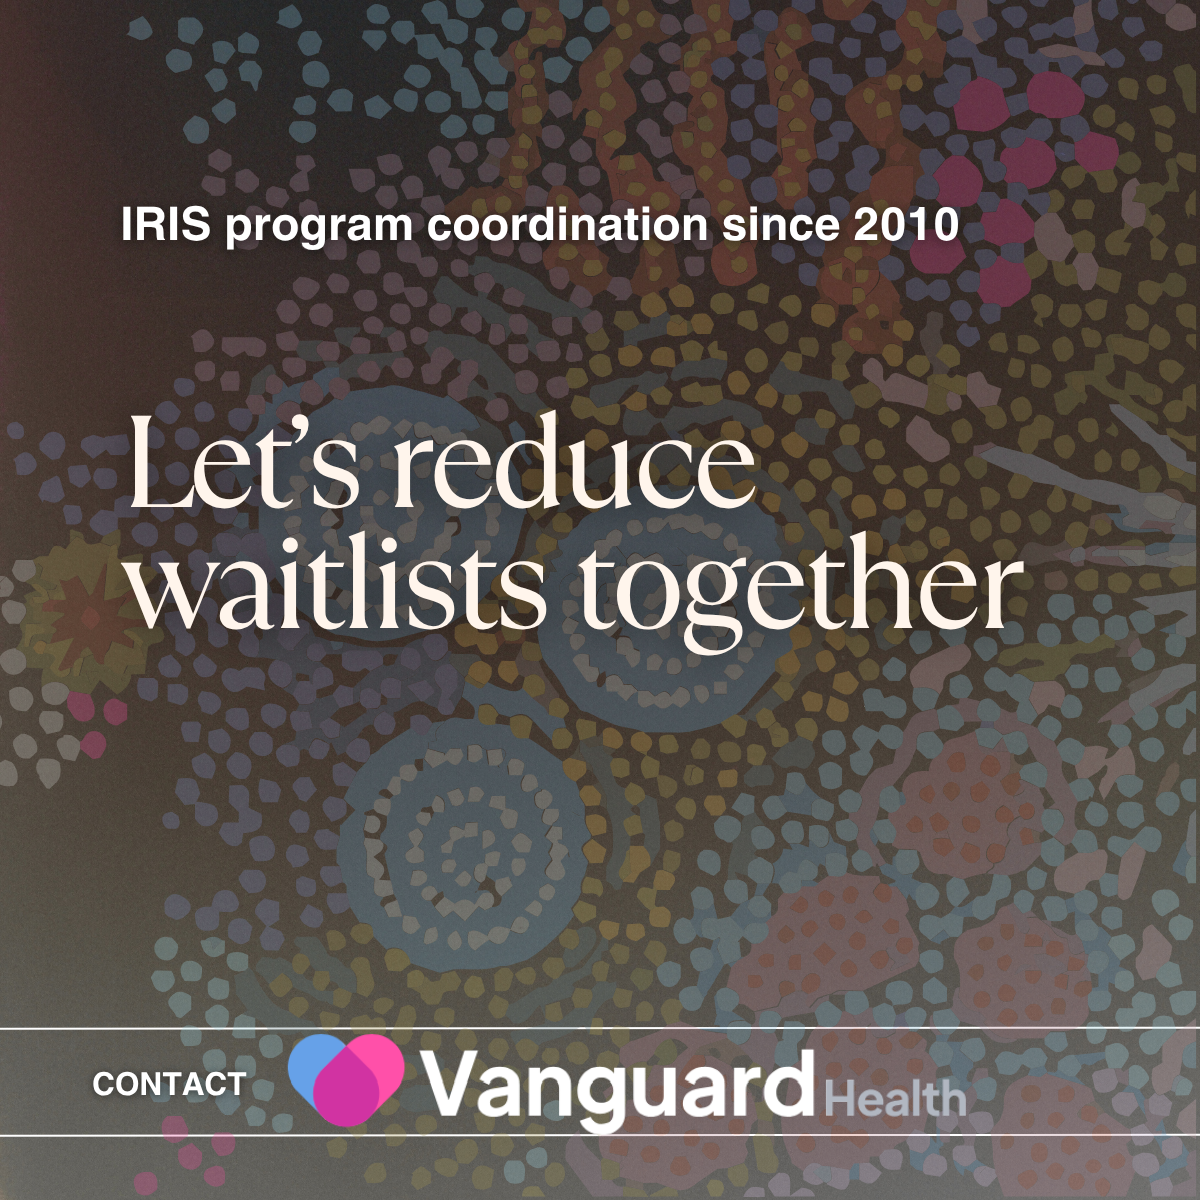 IRIS program coordination since 2010
Let’s reduce
waitlists together
CONTACT Vanguard Health